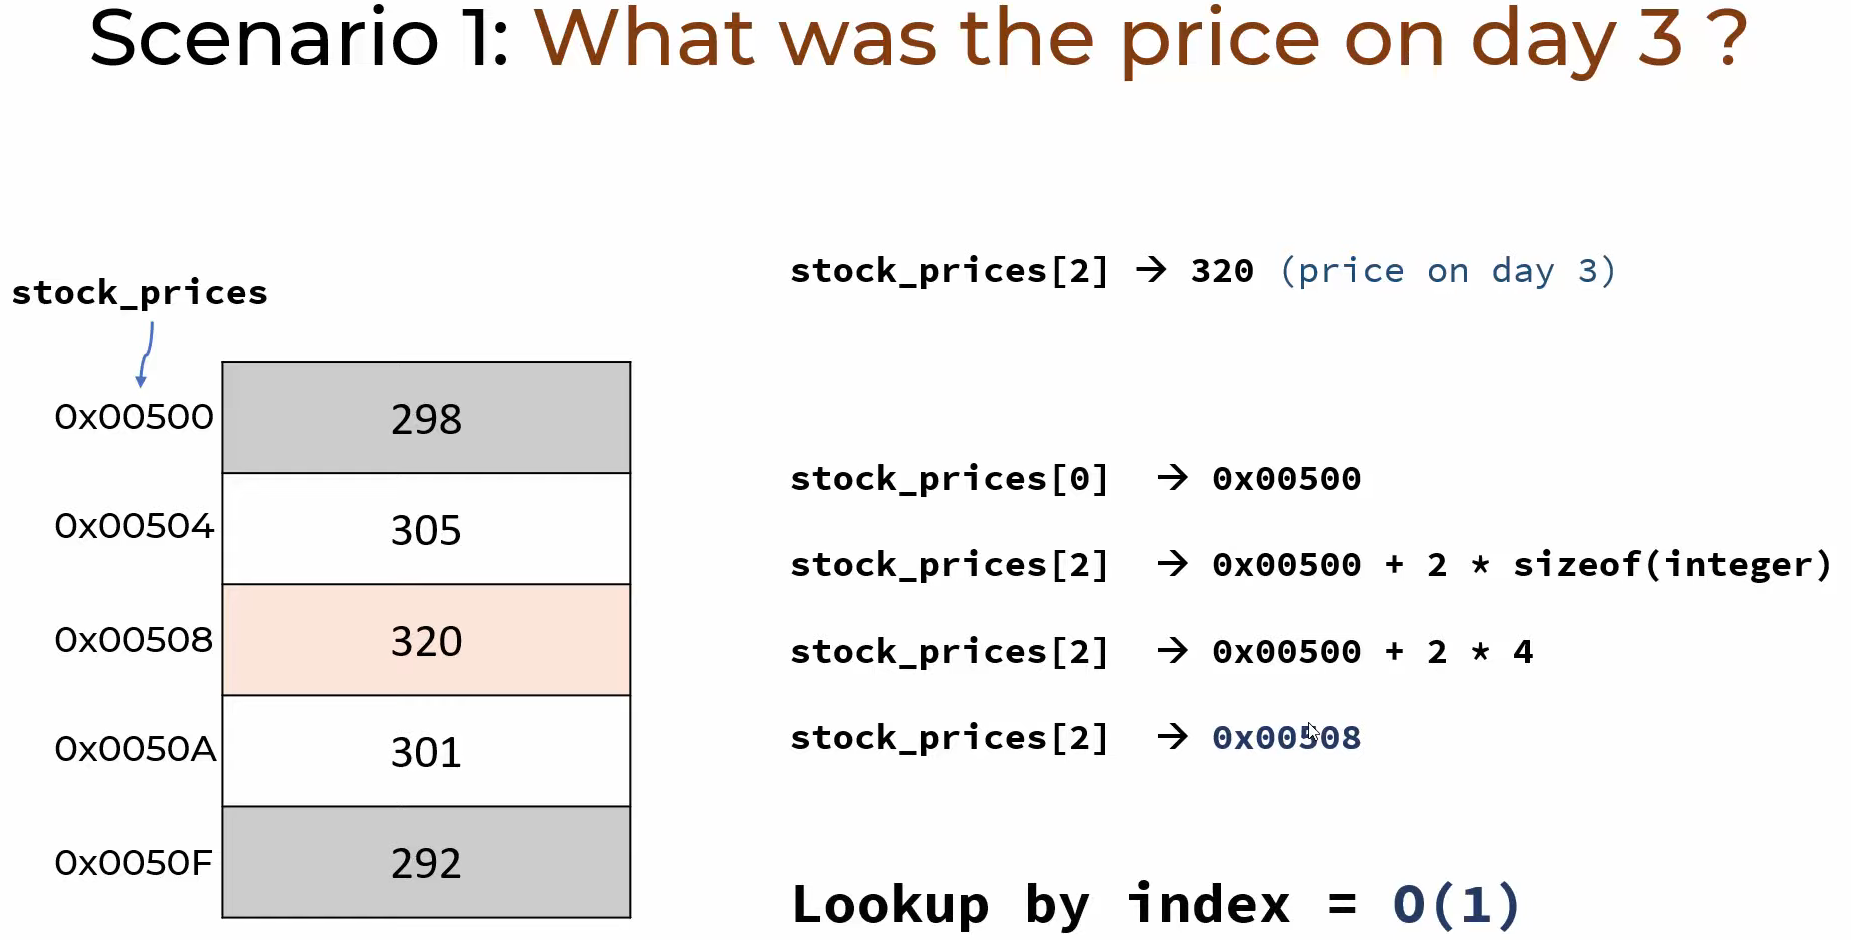 Scenario 1: What was the price on day 3 ?
stock_prices
0x00500 298
0x00504 305
0x00508 320
0x0050A 301
0x0050F 292
stock_prices[2] → 320 (price on day 3)
stock_prices[0] → 0x00500
stock_prices[2] → 0x00500 + 2 * sizeof(integer)
stock_prices[2] → 0x00500 + 2 * 4
stock_prices[2] → 0x00508
Lookup by index = O(1)